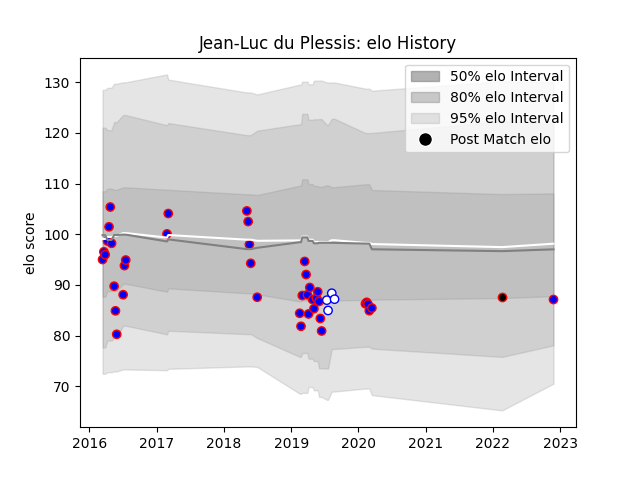 Jean-Luc du Plessis: elo History
130
120
110
100
90
80
70
elo score
50% elo Interval
80% elo Interval
95% elo Interval
Post Match elo
2016 2017 2018 2019 2020 2021 2022 2023